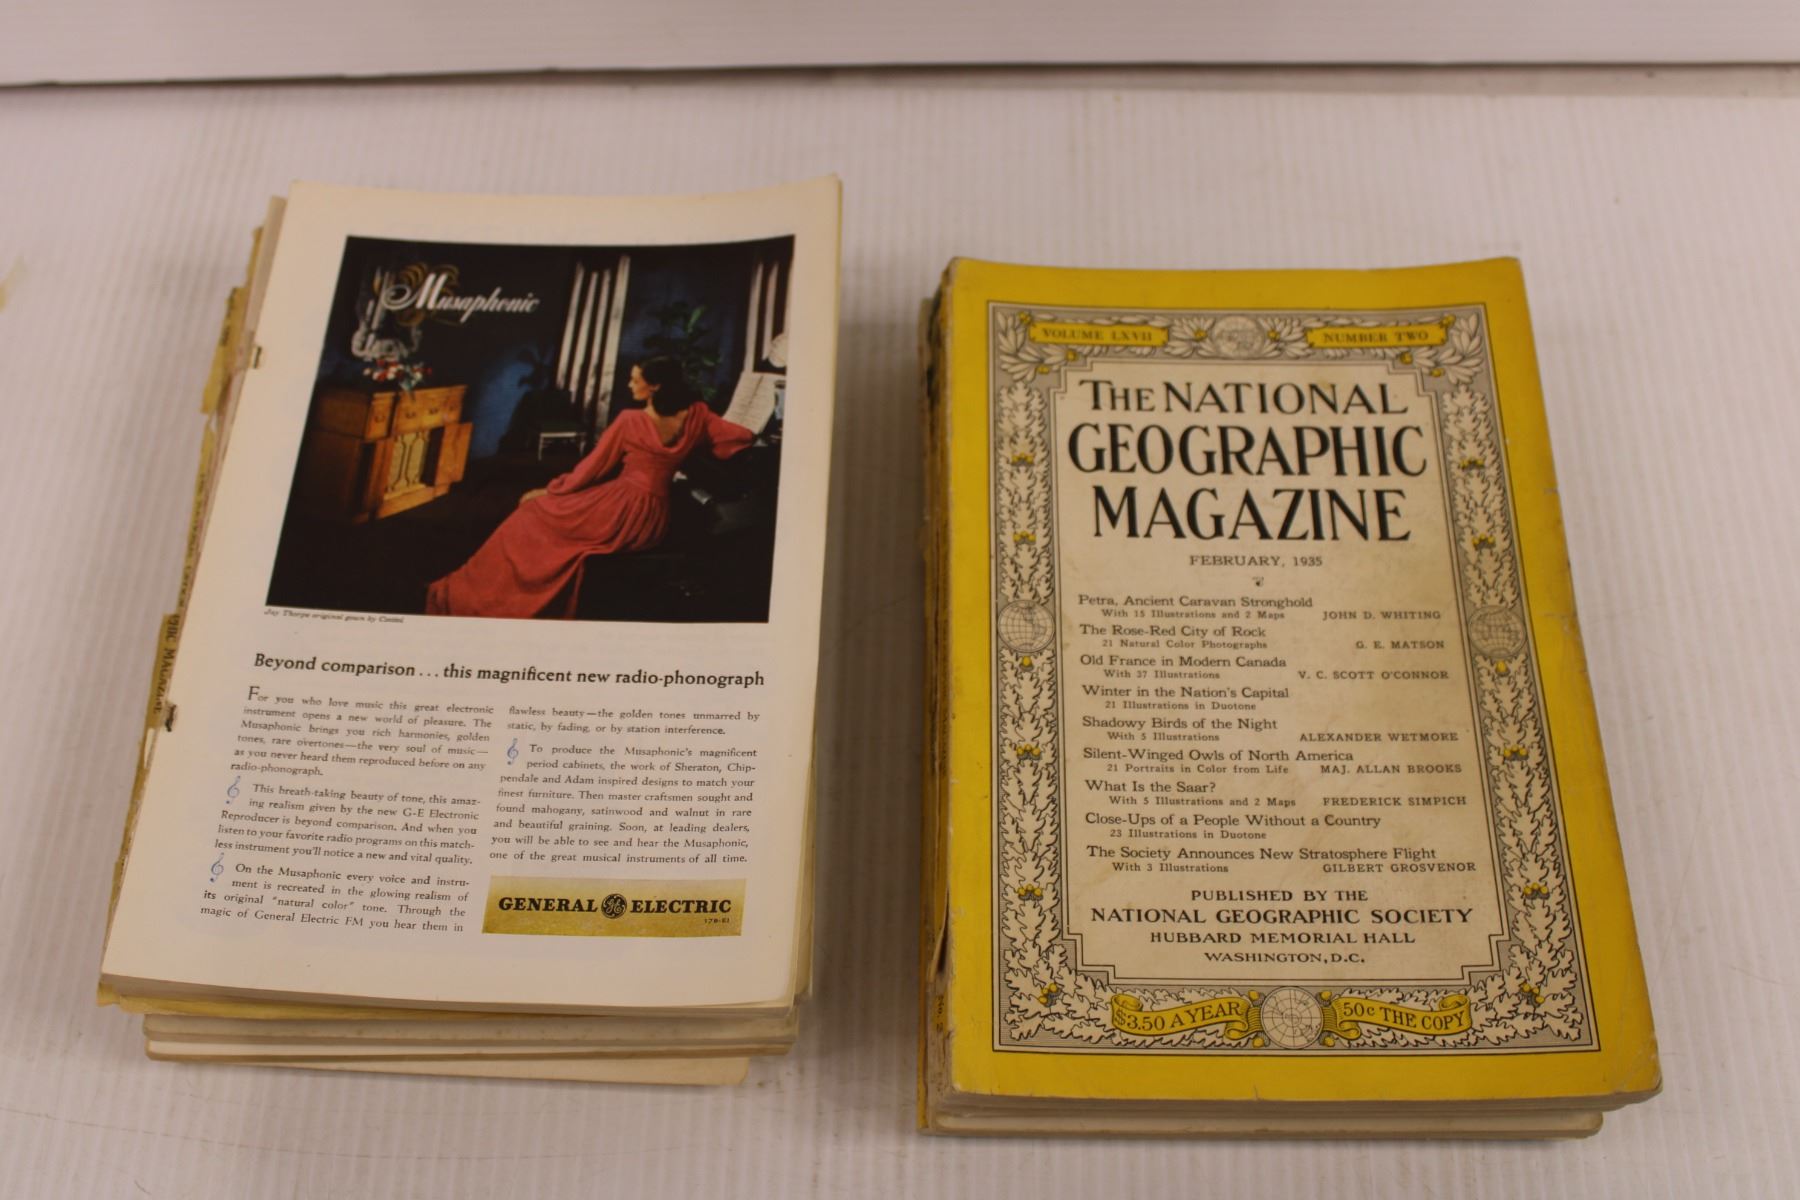 Musaphonic
Jay Thorpe original gown by Castel
Beyond comparison . . . this magnificent new radio-phonograph
For you who love music this great electronic
instrument opens a new world of pleasure. The
Musaphonic brings you rich harmonies, golden
tones, rare overtones—the very soul of music—
as you never heard them reproduced before on any
radio-phonograph.
This breath-taking beauty of tone, this amaz-
ing realism given by the new G-E Electronic
Reproducer is beyond comparison. And when you
listen to your favorite radio programs on this match-
less instrument you'll notice a new and vital quality.
On the Musaphonic every voice and instru-
ment is recreated in the glowing realism of
its original "natural color" tone. Through the
magic of General Electric FM you hear them in
flawless beauty—the golden tones unmarred by
static, by fading, or by station interference.
To produce the Musaphonic's magnificent
period cabinets, the work of Sheraton, Chip-
pendale and Adam inspired designs to match your
finest furniture. Then master craftsmen sought and
found mahogany, satinwood and walnut in rare
and beautiful graining. Soon, at leading dealers,
you will be able to see and hear the Musaphonic,
one of the great musical instruments of all time.
GENERAL GE ELECTRIC
178-E1
VOLUME LXVII NUMBER TWO
THE NATIONAL
GEOGRAPHIC
MAGAZINE
FEBRUARY, 1935
Petra, Ancient Caravan Stronghold
With 15 Illustrations and 2 Maps JOHN D. WHITING
The Rose-Red City of Rock
21 Natural Color Photographs G. E. MATSON
Old France in Modern Canada
With 37 Illustrations V. C. SCOTT O'CONNOR
Winter in the Nation's Capital
21 Illustrations in Duotone
Shadowy Birds of the Night
With 5 Illustrations ALEXANDER WETMORE
Silent-Winged Owls of North America
21 Portraits in Color from Life MAJ. ALLAN BROOKS
What Is the Saar?
With 5 Illustrations and 2 Maps FREDERICK SIMPICH
Close-Ups of a People Without a Country
23 Illustrations in Duotone
The Society Announces New Stratosphere Flight
With 3 Illustrations GILBERT GROSVENOR
PUBLISHED BY THE
NATIONAL GEOGRAPHIC SOCIETY
HUBBARD MEMORIAL HALL
WASHINGTON, D.C.
$3.50 A YEAR 50c THE COPY